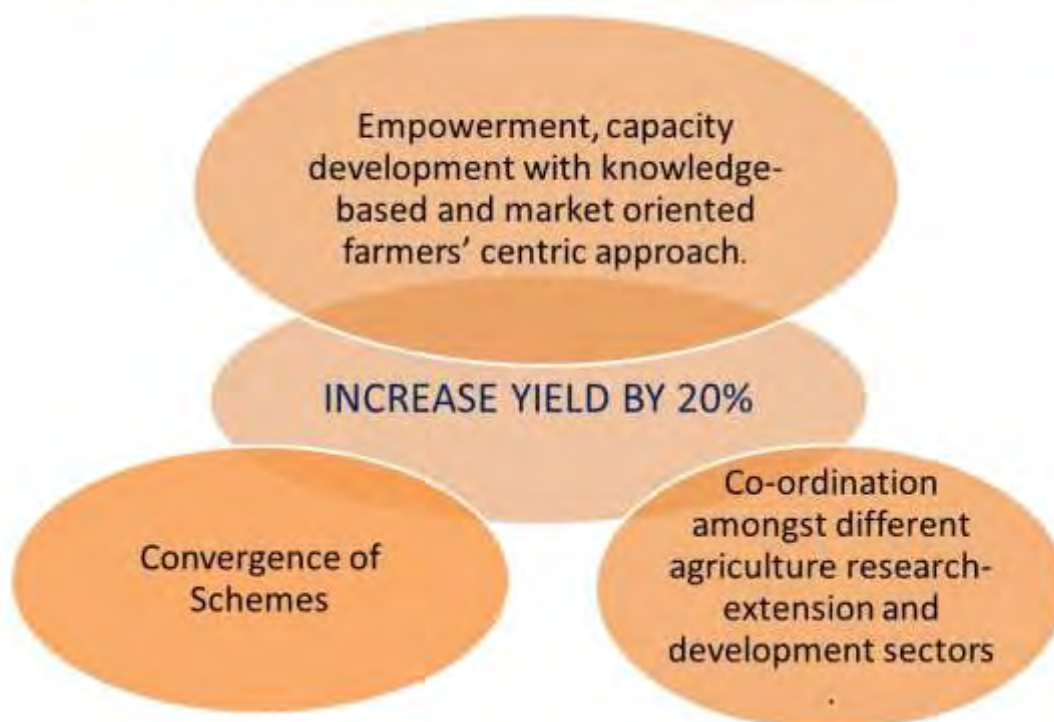 Empowerment, capacity
development with knowledge-
based and market oriented
farmers’ centric approach.
INCREASE YIELD BY 20%
Convergence of
Schemes
Co-ordination
amongst different
agriculture research-
extension and
development sectors
.